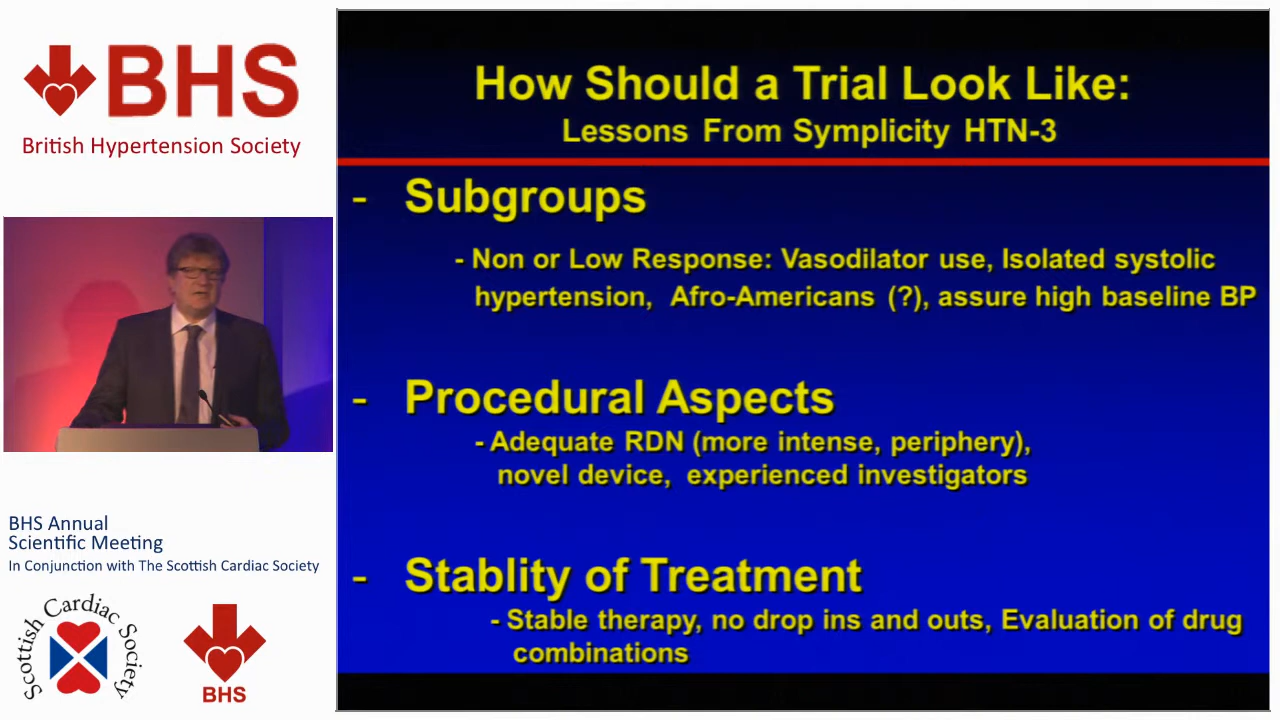 BHS
British Hypertension Society
BHS Annual
Scientific Meeting
In Conjunction with The Scottish Cardiac Society
Scottish Cardiac Society
BHS
How Should a Trial Look Like:
Lessons From Symplicity HTN-3
- Subgroups
- Non or Low Response: Vasodilator use, Isolated systolic
hypertension, Afro-Americans (?), assure high baseline BP
- Procedural Aspects
- Adequate RDN (more intense, periphery),
novel device, experienced investigators
- Stablity of Treatment
- Stable therapy, no drop ins and outs, Evaluation of drug
combinations